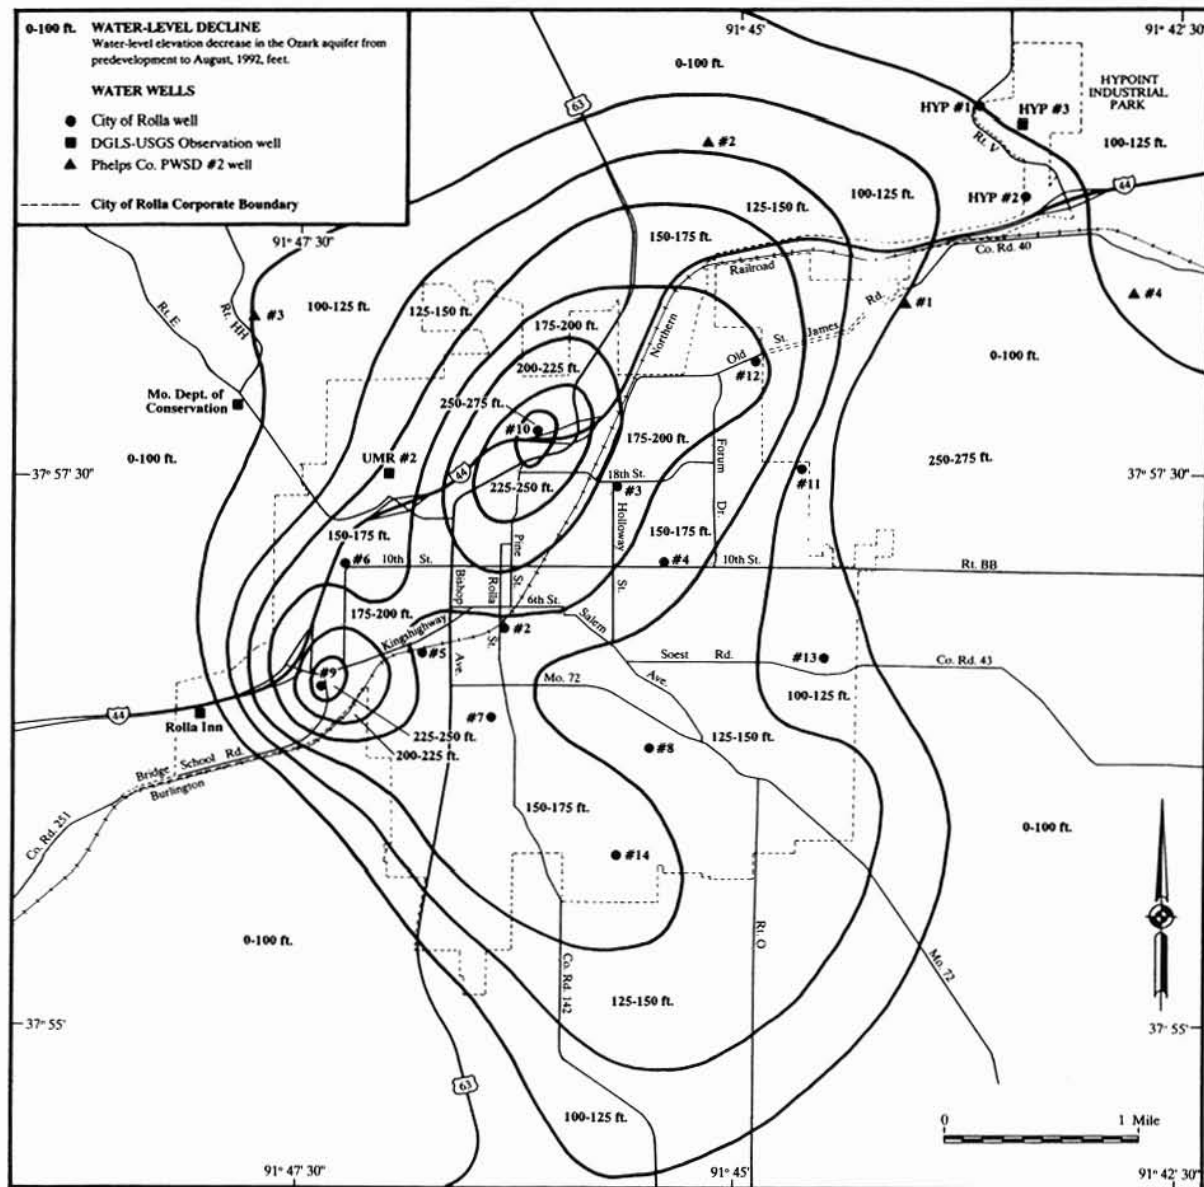 0-100 ft. WATER-LEVEL DECLINE
Water-level elevation decrease in the Ozark aquifer from
predevelopment to August, 1992, feet.
WATER WELLS
City of Rolla well
DGLS-USGS Observation well
Phelps Co. PWSD #2 well
City of Rolla Corporate Boundary
91° 45'
91° 42' 30"
0-100 ft.
63
HYPOINT
INDUSTRIAL
PARK
HYP #1
HYP #3
Rt. V
100-125 ft.
#2
44
HYP #2
100-125 ft.
125-150 ft.
91° 47' 30"
150-175 ft.
Co. Rd. 40
Railroad
#4
100-125 ft.
125-150 ft.
#3
Rt. E
Rt. HH
#1
Old St. James Rd.
Northern
175-200 ft.
0-100 ft.
200-225 ft.
#12
Mo. Dept. of
Conservation
250-275 ft.
#10
175-200 ft.
Forum Dr.
0-100 ft.
UMR #2
44
250-275 ft.
37° 57' 30"
37° 57' 30"
18th St.
#11
225-250 ft.
#3
Holloway St.
150-175 ft.
150-175 ft.
Pine St.
#6
10th St.
#4
10th St.
Rt. BB
Bishop Ave.
Rolla St.
6th St.
175-200 ft.
Salem Ave.
Kingshighway
#2
#5
Soest Rd.
#13
Co. Rd. 43
#9
Mo. 72
100-125 ft.
44
Rolla Inn
#7
225-250 ft.
125-150 ft.
200-225 ft.
#8
Bridge School Rd.
Burlington
150-175 ft.
Co. Rd. 251
0-100 ft.
#14
0-100 ft.
Rt. O
Mo. 72
Co. Rd. 142
125-150 ft.
37° 55'
37° 55'
63
100-125 ft.
0 1 Mile
91° 47' 30"
91° 45'
91° 42' 30"